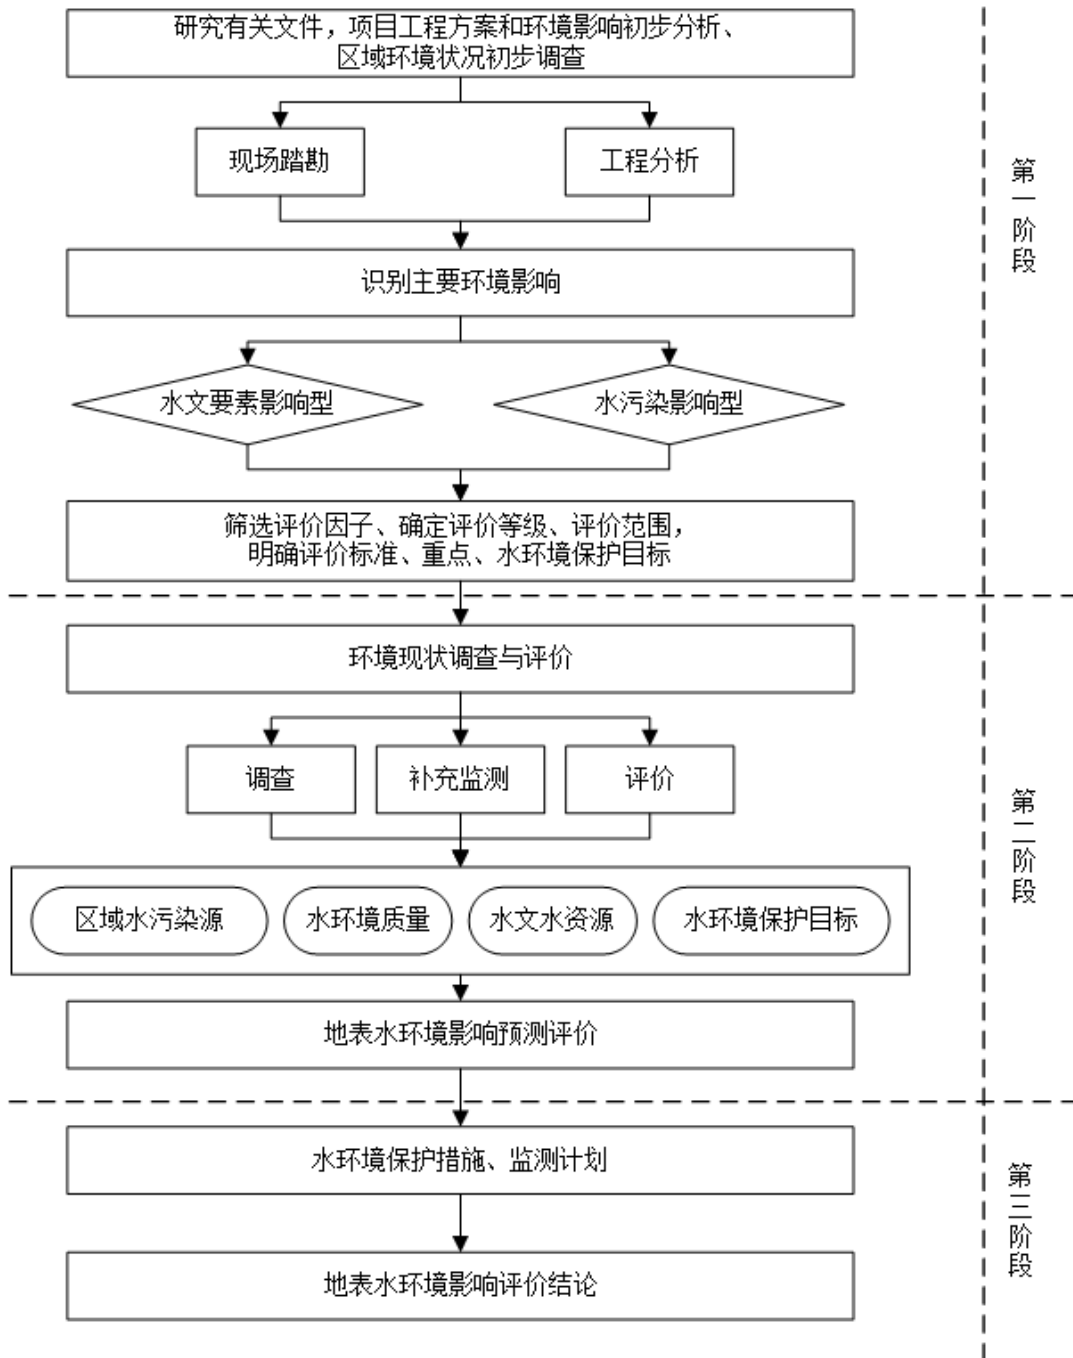 研究有关文件，项目工程方案和环境影响初步分析、
区域环境状况初步调查
现场踏勘
工程分析
识别主要环境影响
水文要素影响型
水污染影响型
筛选评价因子、确定评价等级、评价范围，
明确评价标准、重点、水环境保护目标
第一阶段
环境现状调查与评价
调查
补充监测
评价
区域水污染源
水环境质量
水文水资源
水环境保护目标
地表水环境影响预测评价
第二阶段
水环境保护措施、监测计划
地表水环境影响评价结论
第三阶段